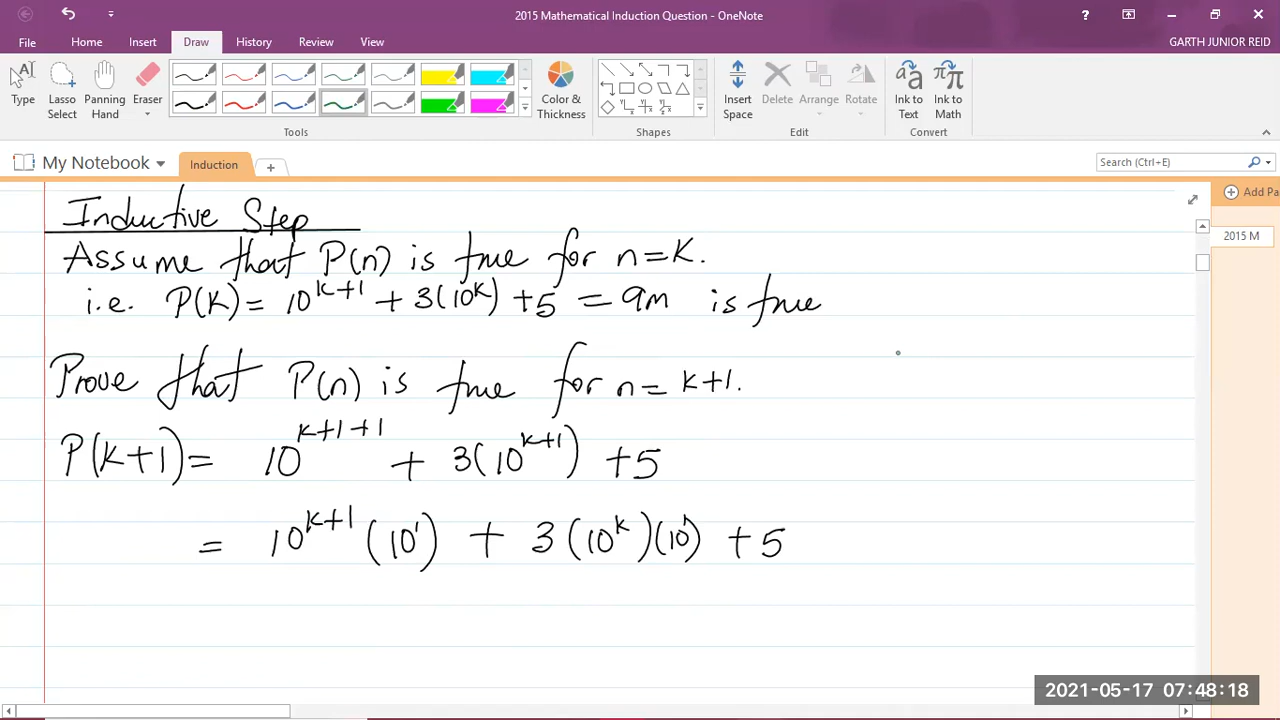 2015 Mathematical Induction Question - OneNote
?
File Home Insert Draw History Review View
GARTH JUNIOR REID
Type Lasso Select Panning Hand Eraser Color & Thickness Insert Space Delete Arrange Rotate Ink to Text Ink to Math
Tools Shapes Edit Convert
My Notebook Induction + Search (Ctrl+E)
Add Pa
2015 M
Inductive Step
Assume that P(n) is true for n=K.
i.e. P(K) = 10^{K+1} + 3(10^K) + 5 = 9m is true
Prove that P(n) is true for n = k+1.
P(k+1) = 10^{k+1+1} + 3(10^{k+1}) + 5
= 10^{k+1}(10^1) + 3(10^k)(10^1) + 5
2021-05-17 07:48:18